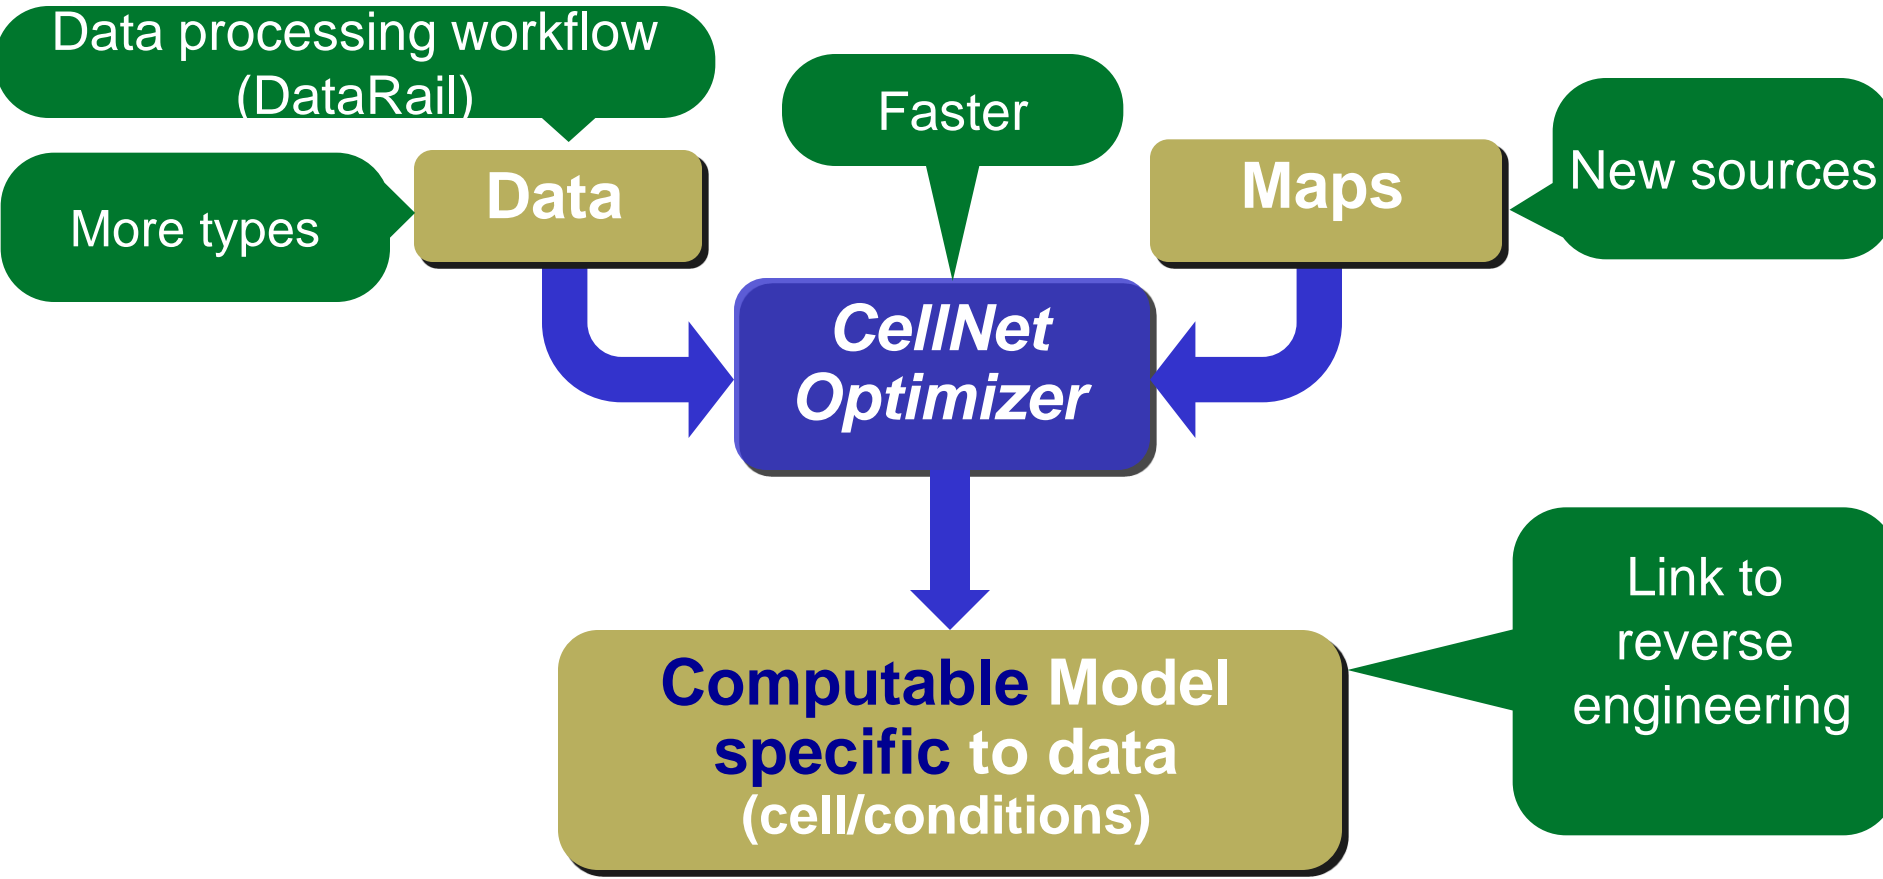 Data processing workflow
(DataRail)
Faster
New sources
More types
Data
Maps
CellNet
Optimizer
Link to
reverse
engineering
Computable Model
specific to data
(cell/conditions)